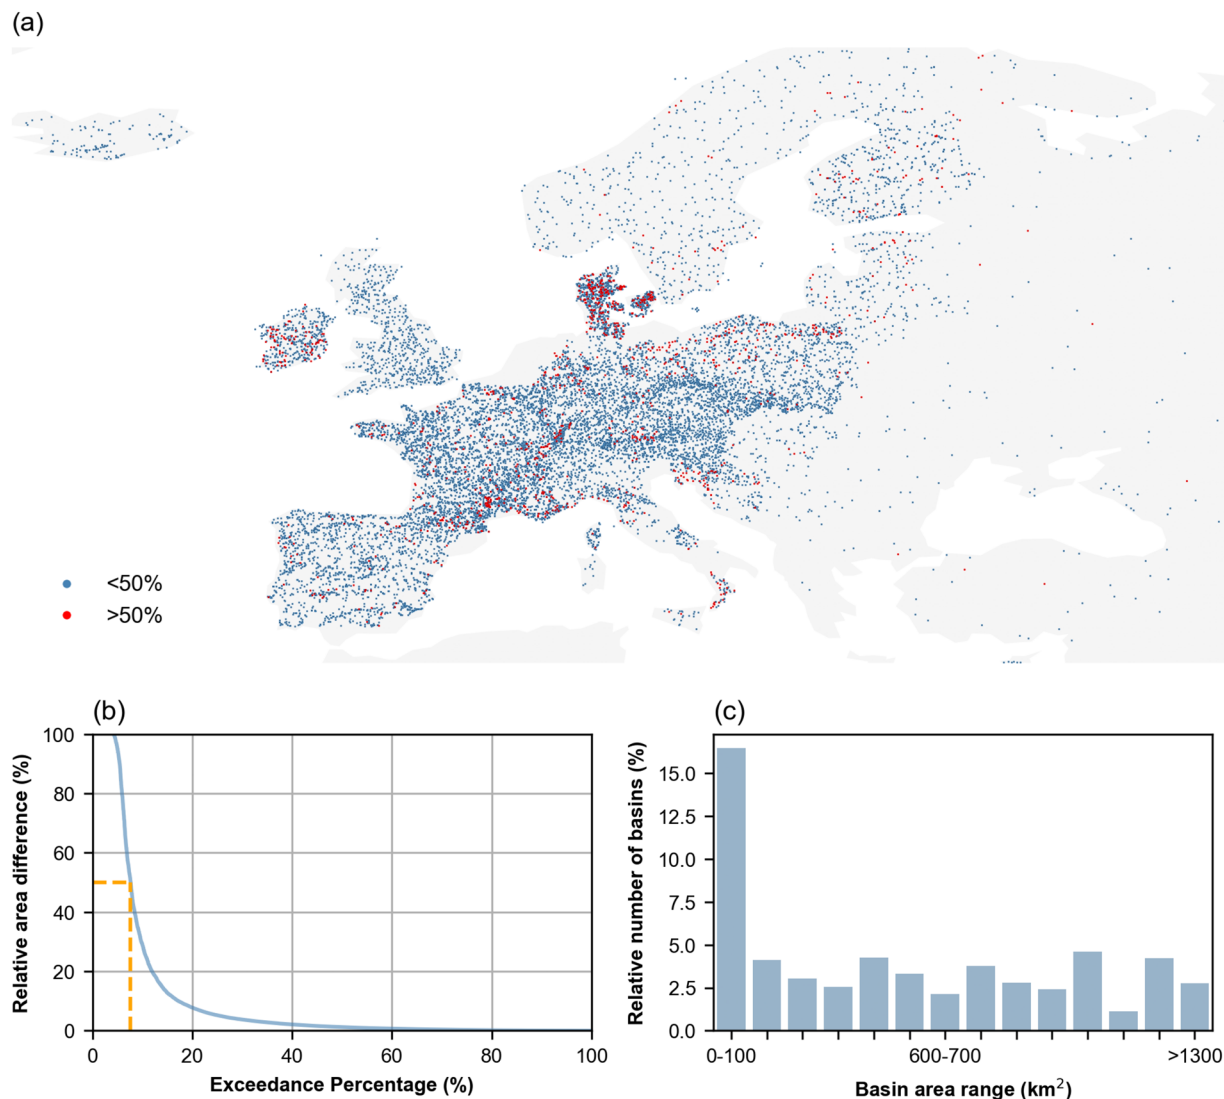 (a)
<50%
>50%
(b)
Relative area difference (%)
100
80
60
40
20
0
0 20 40 60 80 100
Exceedance Percentage (%)
(c)
Relative number of basins (%)
15.0
12.5
10.0
7.5
5.0
2.5
0.0
0-100 600-700 >1300
Basin area range (km²)